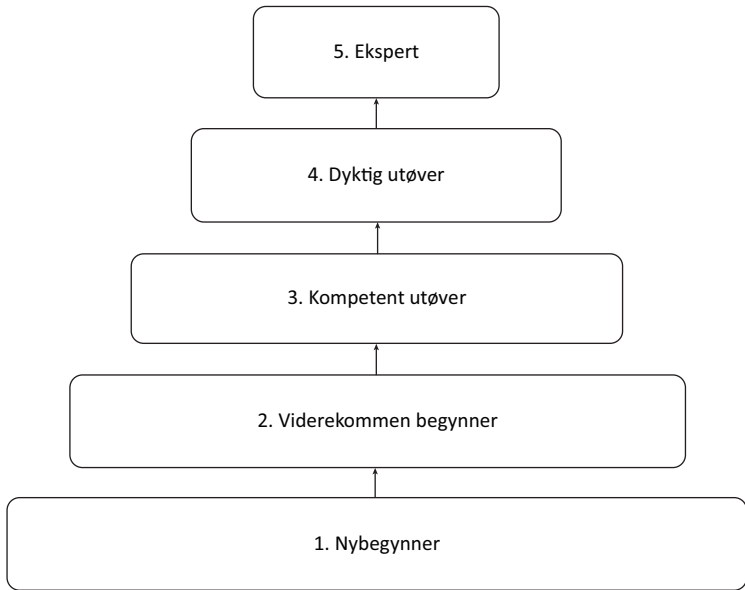 5. Ekspert
4. Dyktig utøver
3. Kompetent utøver
2. Viderekommen begynner
1. Nybegynner